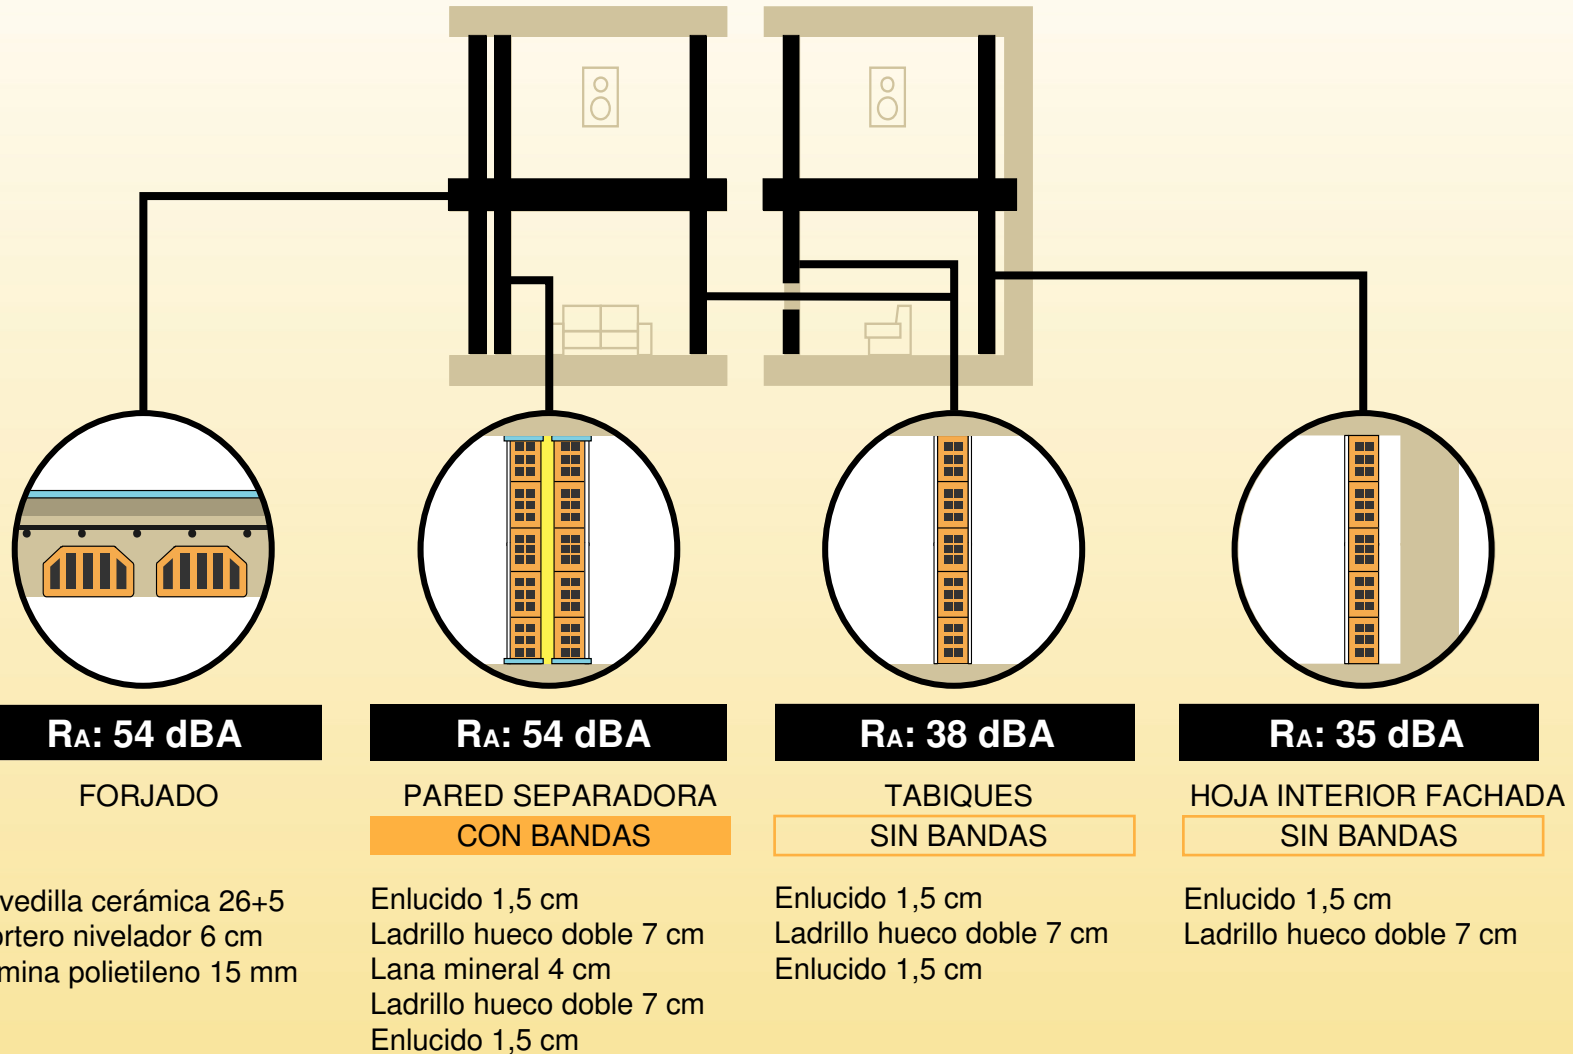 RA: 54 dBA
FORJADO
vedilla cerámica 26+5
rtero nivelador 6 cm
mina polietileno 15 mm
RA: 54 dBA
PARED SEPARADORA
CON BANDAS
Enlucido 1,5 cm
Ladrillo hueco doble 7 cm
Lana mineral 4 cm
Ladrillo hueco doble 7 cm
Enlucido 1,5 cm
RA: 38 dBA
TABIQUES
SIN BANDAS
Enlucido 1,5 cm
Ladrillo hueco doble 7 cm
Enlucido 1,5 cm
RA: 35 dBA
HOJA INTERIOR FACHADA
SIN BANDAS
Enlucido 1,5 cm
Ladrillo hueco doble 7 cm